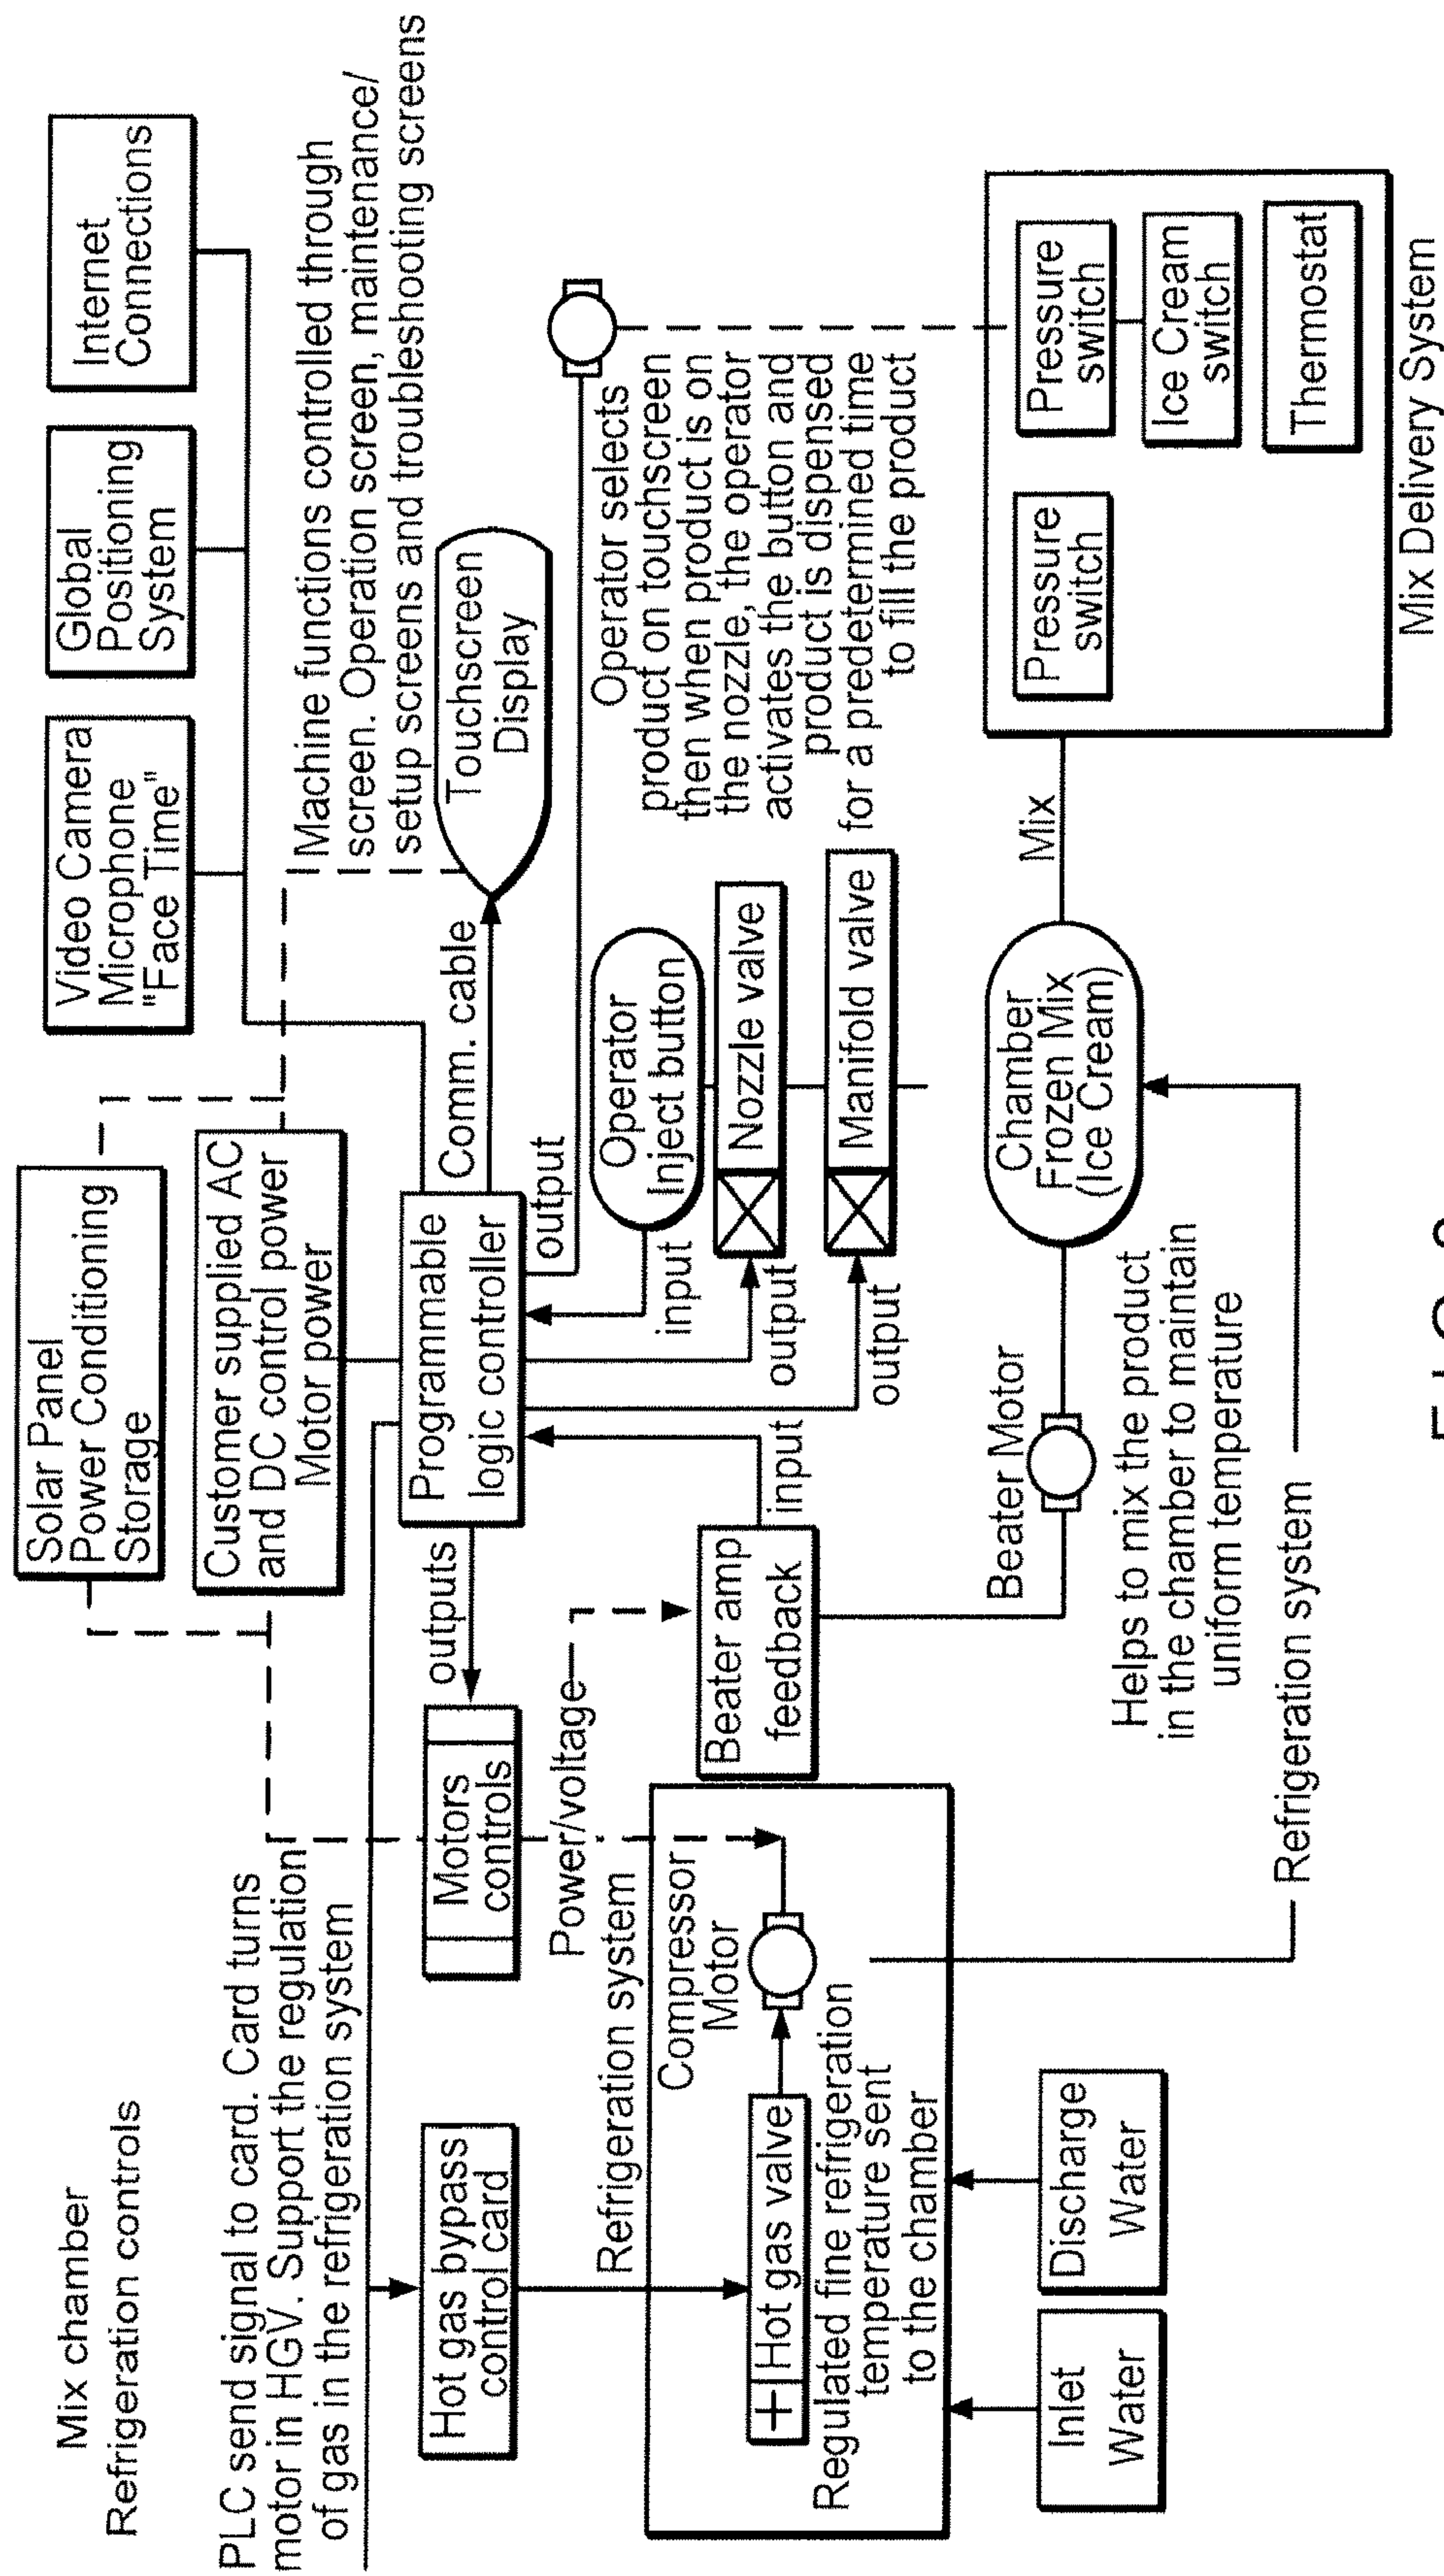 Mix chamber
Refrigeration controls
PLC send signal to card. Card turns
motor in HGV. Support the regulation
of gas in the refrigeration system
Solar Panel
Power Conditioning
Storage
Customer supplied AC
and DC control power
Motor power
Video Camera
Microphone
"Face Time"
Global
Positioning
System
Internet
Connections
Machine functions controlled through
screen. Operation screen, maintenance/
setup screens and troubleshooting screens
Hot gas bypass
control card
Motors
controls
outputs
Programmable
logic controller
Comm. cable
Touchscreen
Display
output
Power/voltage
Refrigeration system
Compressor
Motor
Hot gas valve
Regulated fine refrigeration
temperature sent
to the chamber
Beater amp
feedback
input
input
output
output
Operator
Inject button
Nozzle valve
Manifold valve
Operator selects
product on touchscreen
then when product is on
the nozzle, the operator
activates the button and
product is dispensed
for a predetermined time
to fill the product
Inlet
Water
Discharge
Water
Beater Motor
Helps to mix the product
in the chamber to maintain
uniform temperature
Refrigeration system
Chamber
Frozen Mix
(Ice Cream)
Mix
Pressure
switch
Pressure
switch
Ice Cream
switch
Thermostat
Mix Delivery System